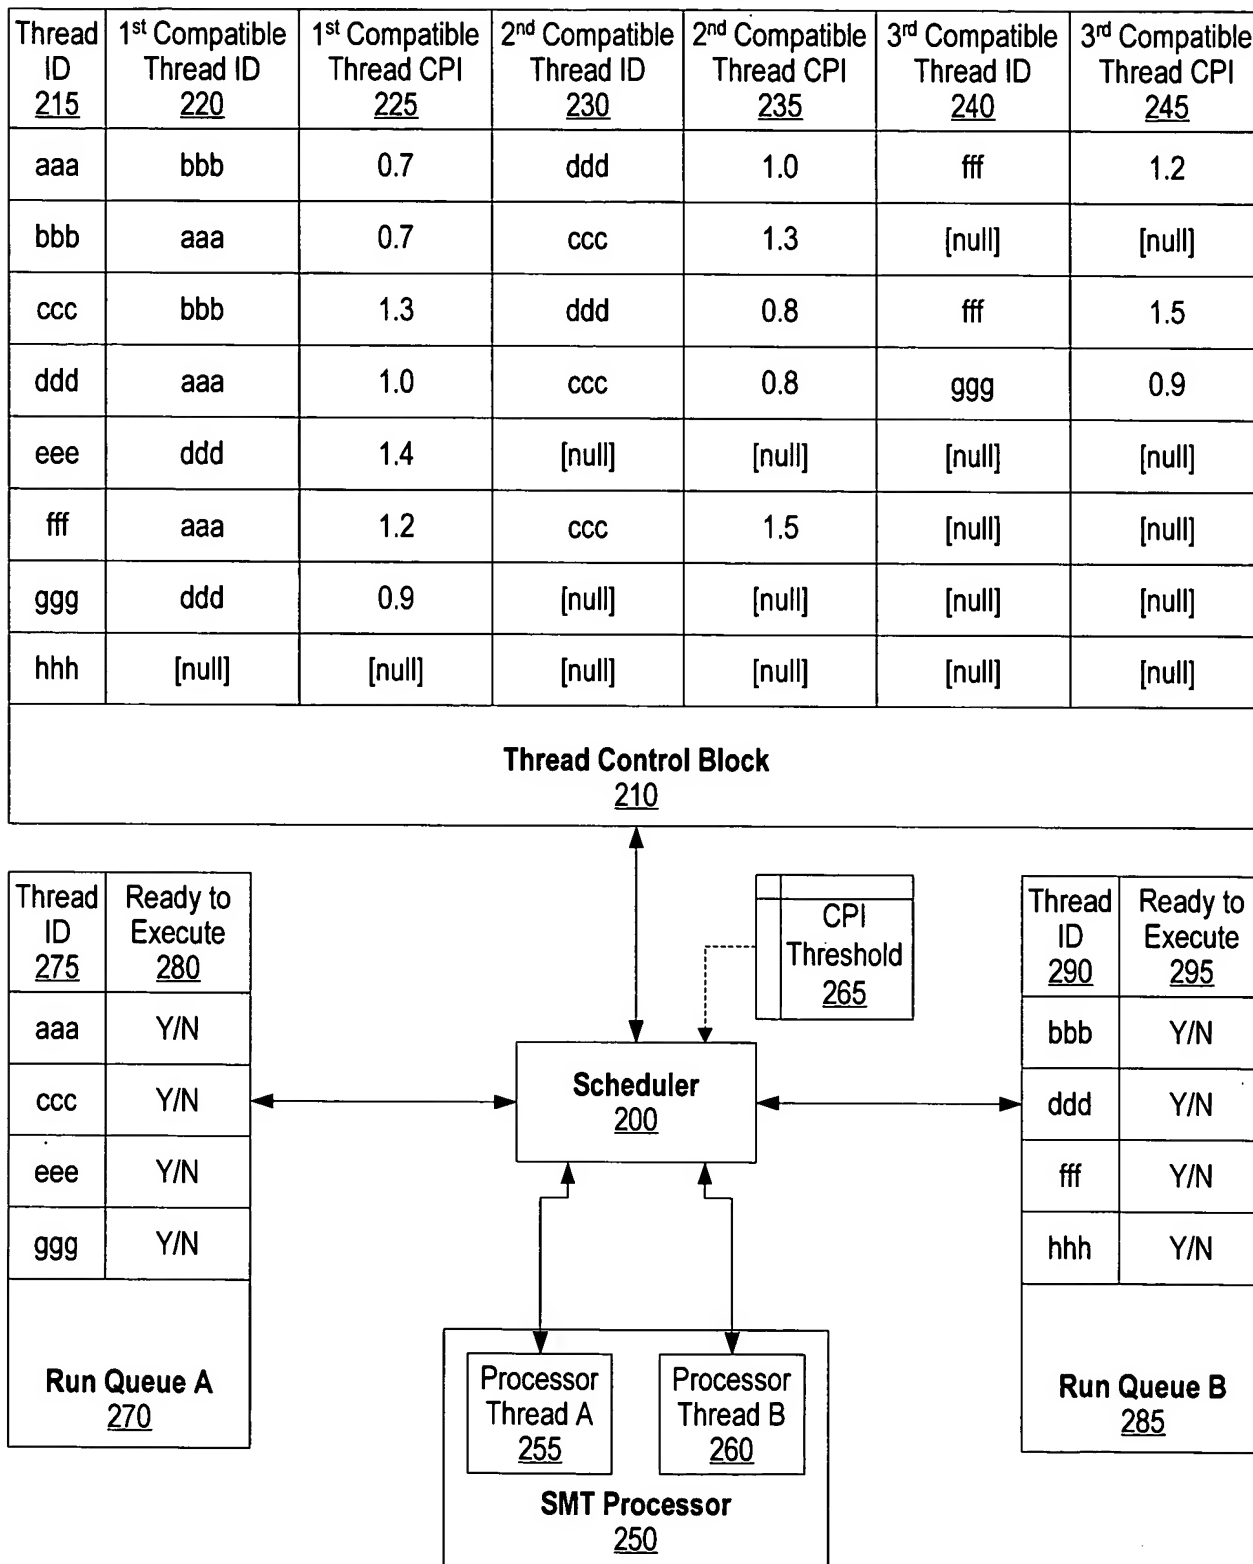 Thread ID 215 | 1st Compatible Thread ID 220 | 1st Compatible Thread CPI 225 | 2nd Compatible Thread ID 230 | 2nd Compatible Thread CPI 235 | 3rd Compatible Thread ID 240 | 3rd Compatible Thread CPI 245
aaa | bbb | 0.7 | ddd | 1.0 | fff | 1.2
bbb | aaa | 0.7 | ccc | 1.3 | [null] | [null]
ccc | bbb | 1.3 | ddd | 0.8 | fff | 1.5
ddd | aaa | 1.0 | ccc | 0.8 | ggg | 0.9
eee | ddd | 1.4 | [null] | [null] | [null] | [null]
fff | aaa | 1.2 | ccc | 1.5 | [null] | [null]
ggg | ddd | 0.9 | [null] | [null] | [null] | [null]
hhh | [null] | [null] | [null] | [null] | [null] | [null]
Thread Control Block
210
Thread ID 275 | Ready to Execute 280
aaa | Y/N
ccc | Y/N
eee | Y/N
ggg | Y/N
Run Queue A
270
CPI
Threshold
265
Scheduler
200
Thread ID 290 | Ready to Execute 295
bbb | Y/N
ddd | Y/N
fff | Y/N
hhh | Y/N
Run Queue B
285
Processor
Thread A
255
Processor
Thread B
260
SMT Processor
250